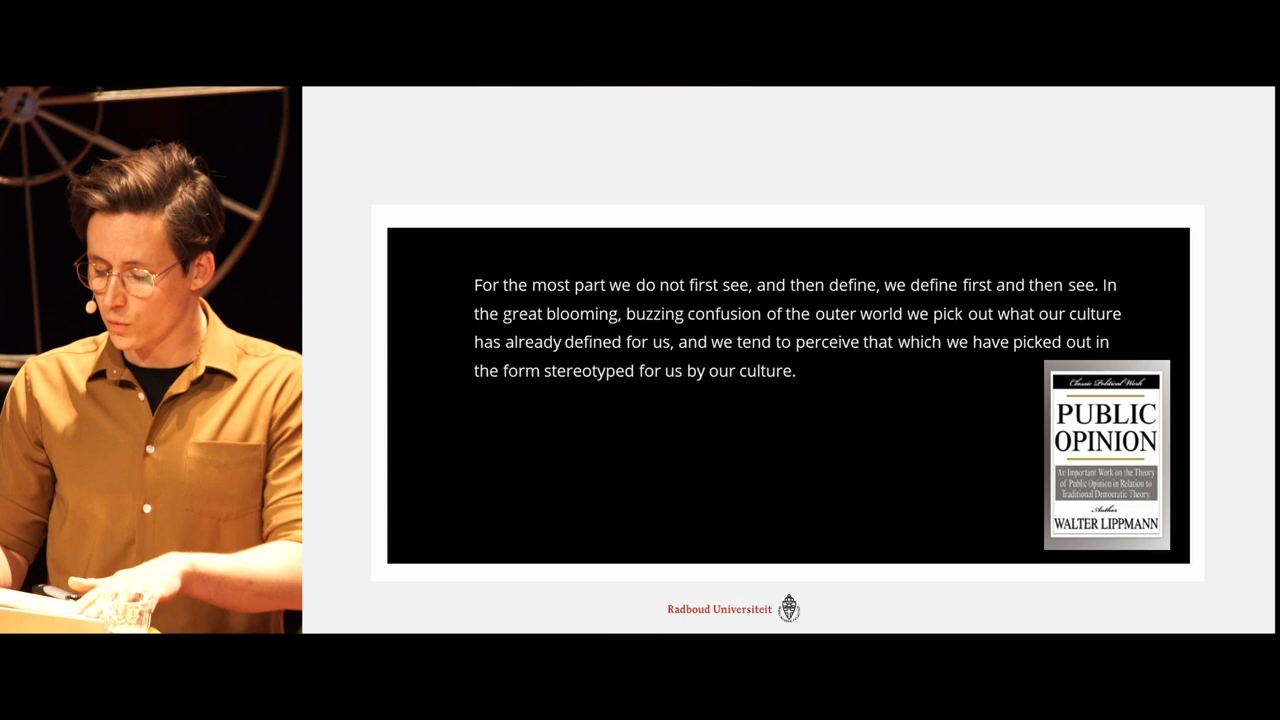 For the most part we do not first see, and then define, we define first and then see. In
the great blooming, buzzing confusion of the outer world we pick out what our culture
has already defined for us, and we tend to perceive that which we have picked out in
the form stereotyped for us by our culture.
Classic Political Work
PUBLIC
OPINION
An Important Work on the Theory
of Public Opinion in Relation to
Traditional Democratic Theory
Author
WALTER LIPPMANN
Radboud Universiteit